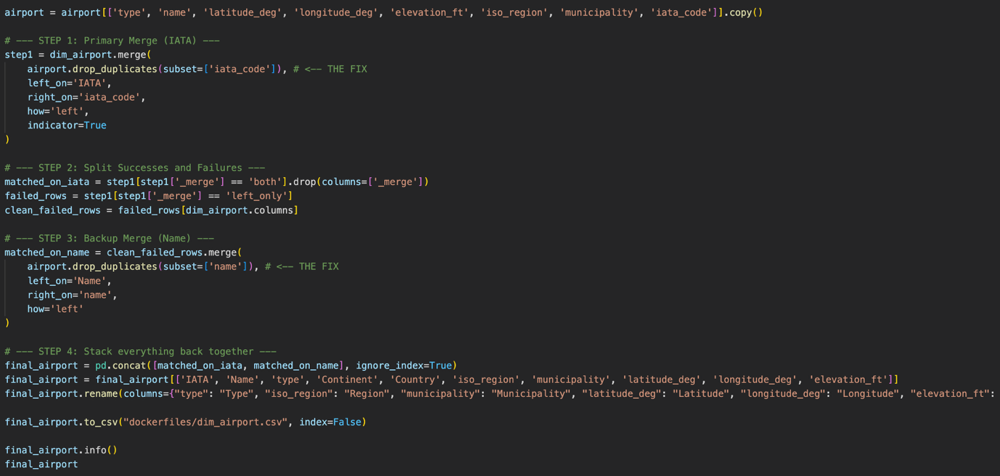 airport = airport[['type', 'name', 'latitude_deg', 'longitude_deg', 'elevation_ft', 'iso_region', 'municipality', 'iata_code']].copy()
# --- STEP 1: Primary Merge (IATA) ---
step1 = dim_airport.merge(
    airport.drop_duplicates(subset=['iata_code']), # <-- THE FIX
    left_on='IATA',
    right_on='iata_code',
    how='left',
    indicator=True
)
# --- STEP 2: Split Successes and Failures ---
matched_on_iata = step1[step1['_merge'] == 'both'].drop(columns=['_merge'])
failed_rows = step1[step1['_merge'] == 'left_only']
clean_failed_rows = failed_rows[dim_airport.columns]
# --- STEP 3: Backup Merge (Name) ---
matched_on_name = clean_failed_rows.merge(
    airport.drop_duplicates(subset=['name']), # <-- THE FIX
    left_on='Name',
    right_on='name',
    how='left'
)
# --- STEP 4: Stack everything back together ---
final_airport = pd.concat([matched_on_iata, matched_on_name], ignore_index=True)
final_airport = final_airport[['IATA', 'Name', 'type', 'Continent', 'Country', 'iso_region', 'municipality', 'latitude_deg', 'longitude_deg', 'elevation_ft']]
final_airport.rename(columns={"type": "Type", "iso_region": "Region", "municipality": "Municipality", "latitude_deg": "Latitude", "longitude_deg": "Longitude", "elevation_ft":
final_airport.to_csv("dockerfiles/dim_airport.csv", index=False)
final_airport.info()
final_airport